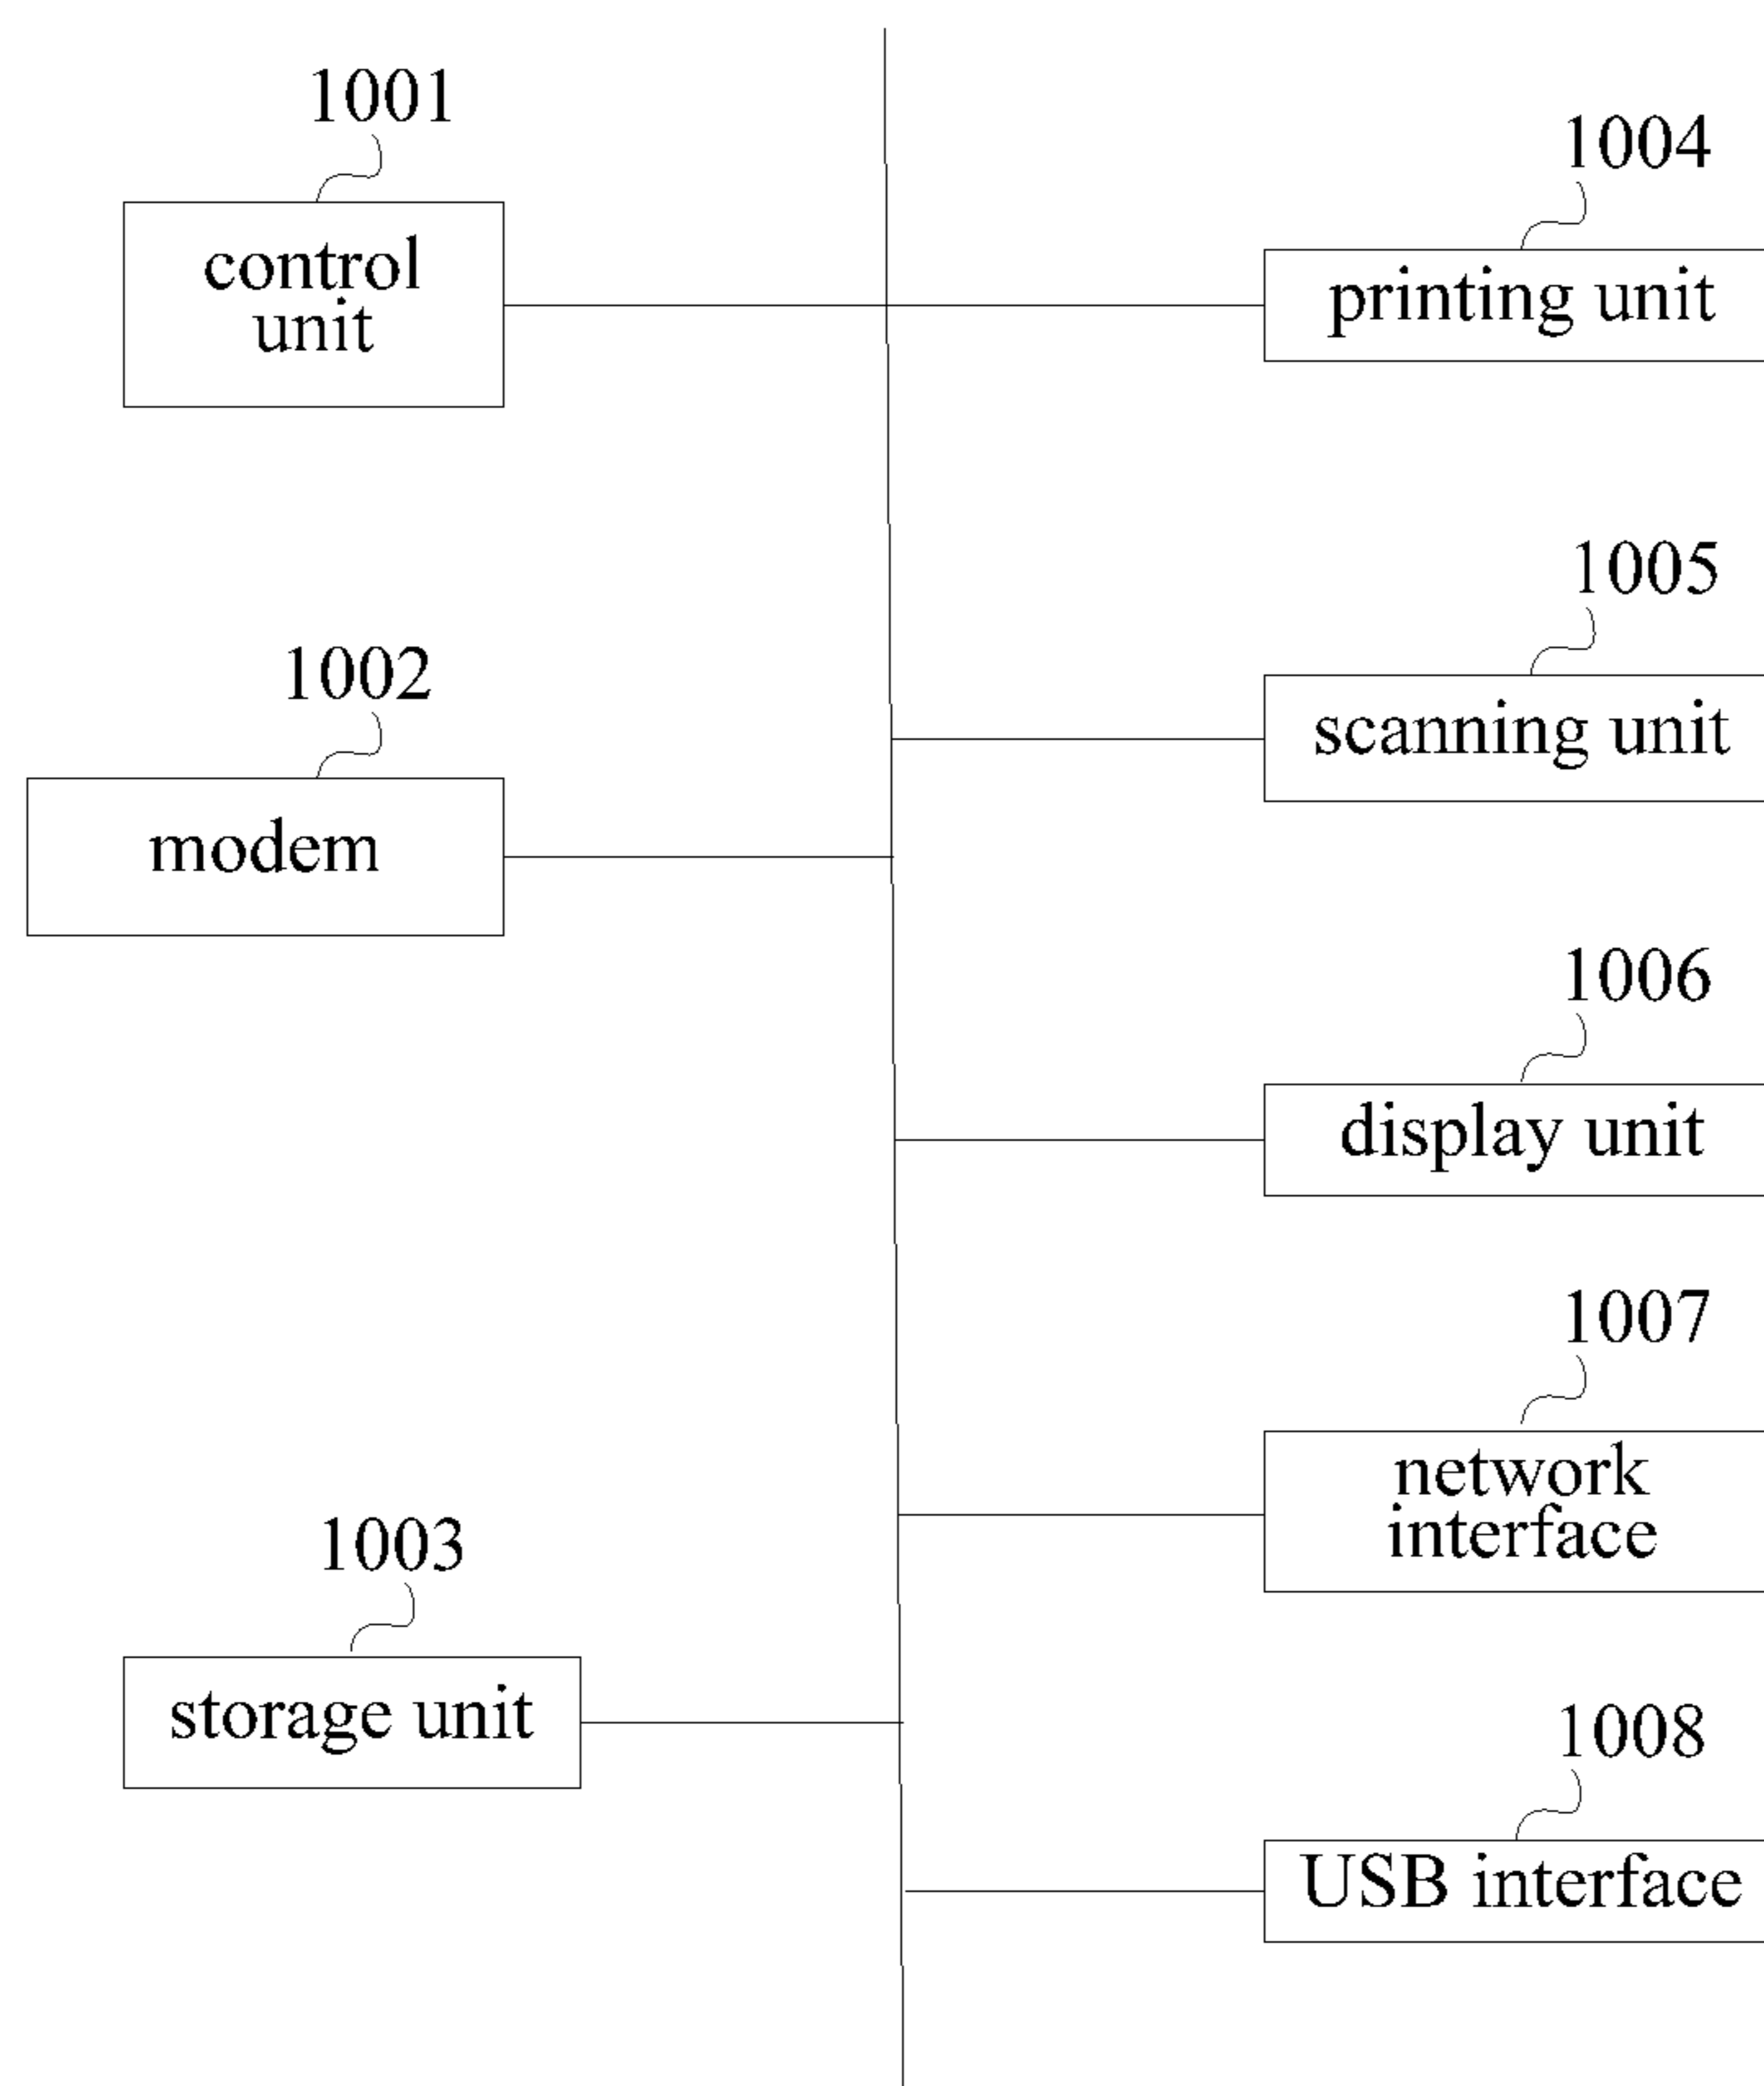 1001
control
unit
1002
modem
1003
storage unit
1004
printing unit
1005
scanning unit
1006
display unit
1007
network
interface
1008
USB interface